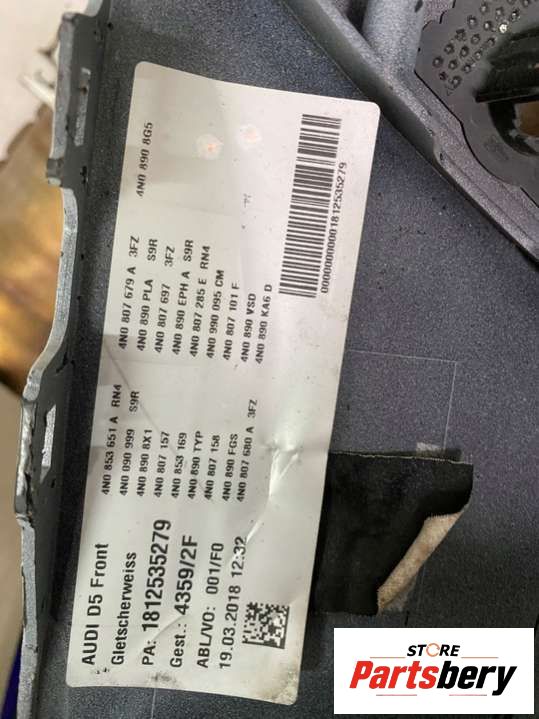 AUDI D5 Front
Gletscherweiss
PA: 1812535279
Gest.: 4359/2F
ABL/VO: 001/F0
19.03.2018 12:32
4N0 853 651 A RN4
4N0 090 999 S9R
4N0 890 8X1
4N0 807 157
4N0 853 169
4N0 890 TYP
4N0 807 158
4N0 890 FGS
4N0 807 680 A 3FZ
4N0 807 679 A 3FZ
4N0 890 PLA S9R
4N0 807 697 3FZ
4N0 890 EPH A S9R
4N0 807 285 E RN4
4N0 990 095 CM
4N0 807 101 F
4N0 890 VSD
4N0 890 KA6 D
4N0 890 8G5
00000000001812535279
STORE
Partsbery